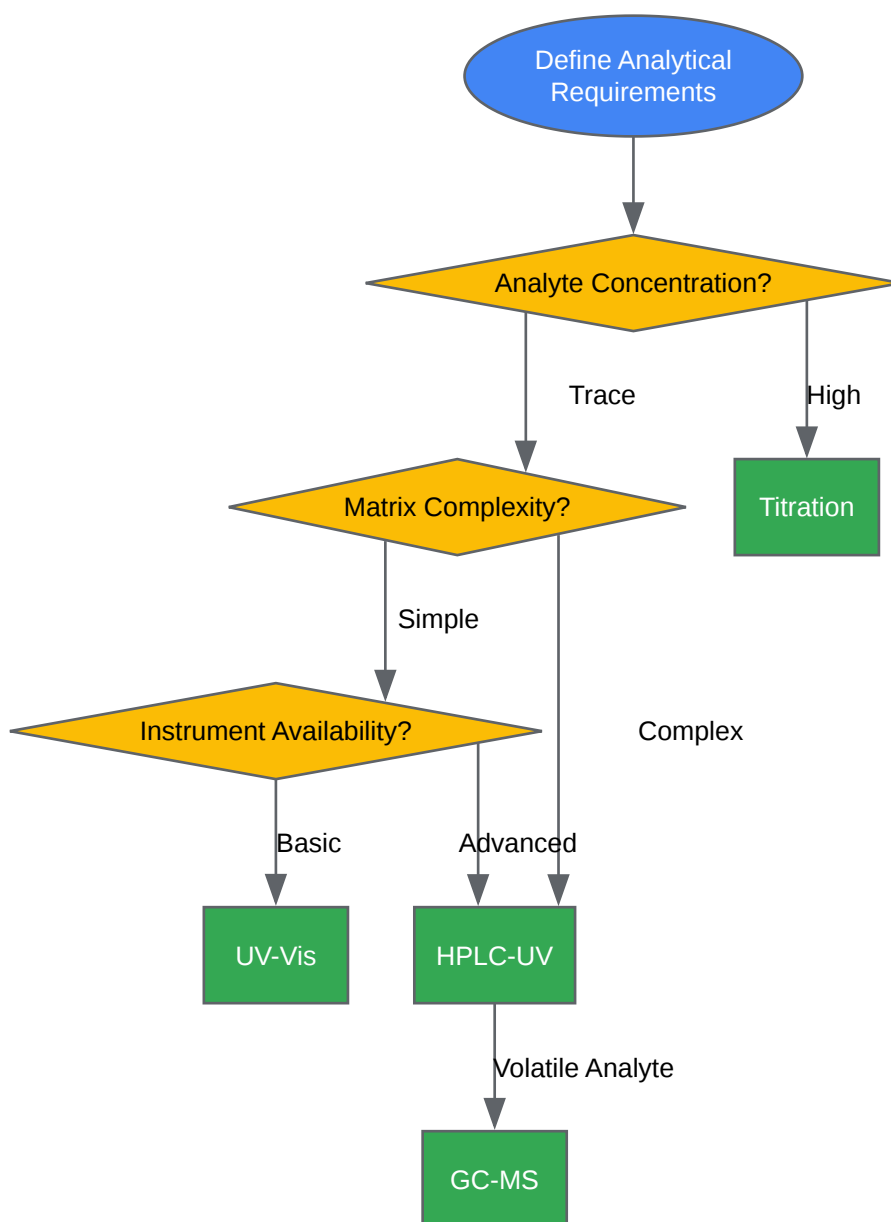 Define Analytical
Requirements
Analyte Concentration?
Trace
High
Matrix Complexity?
Titration
Simple
Instrument Availability?
Complex
Basic
Advanced
UV-Vis
HPLC-UV
Volatile Analyte
GC-MS